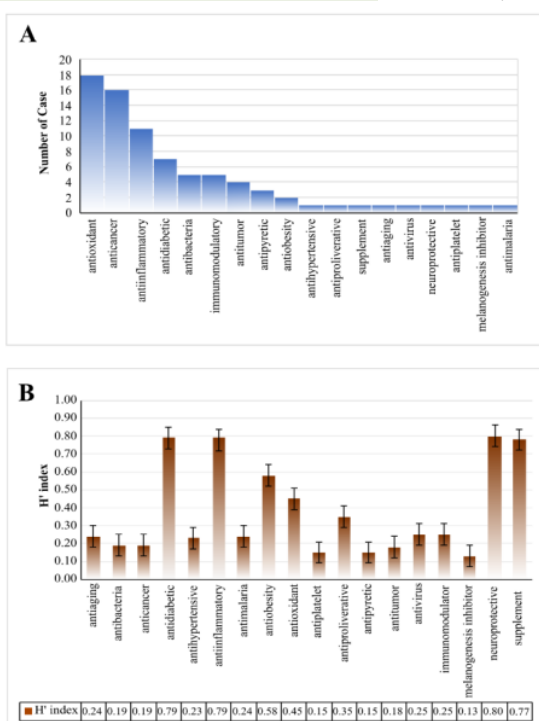 A
Number of Case
20
18
16
14
12
10
8
6
4
2
0
antioxidant
anticancer
antiinflammatory
antidiabetic
antibacteria
immunomodulatory
antitumor
antipyretic
antiobesity
antihypertensive
antiproliverative
supplement
antiaging
antivirus
neuroprotective
antiplatelet
melanogenesis inhibitor
antimalaria
B
H' index
1.00
0.90
0.80
0.70
0.60
0.50
0.40
0.30
0.20
0.10
0.00
antiaging
antibacteria
anticancer
antidiabetic
antihypertensive
antiinflammatory
antimalaria
antiobesity
antioxidant
antiplatelet
antiproliverative
antipyretic
antitumor
antivirus
immunomodulator
melanogenesis inhibitor
neuroprotective
supplement
H' index 0.24 0.19 0.19 0.79 0.23 0.79 0.24 0.58 0.45 0.15 0.35 0.15 0.18 0.25 0.25 0.13 0.80 0.77